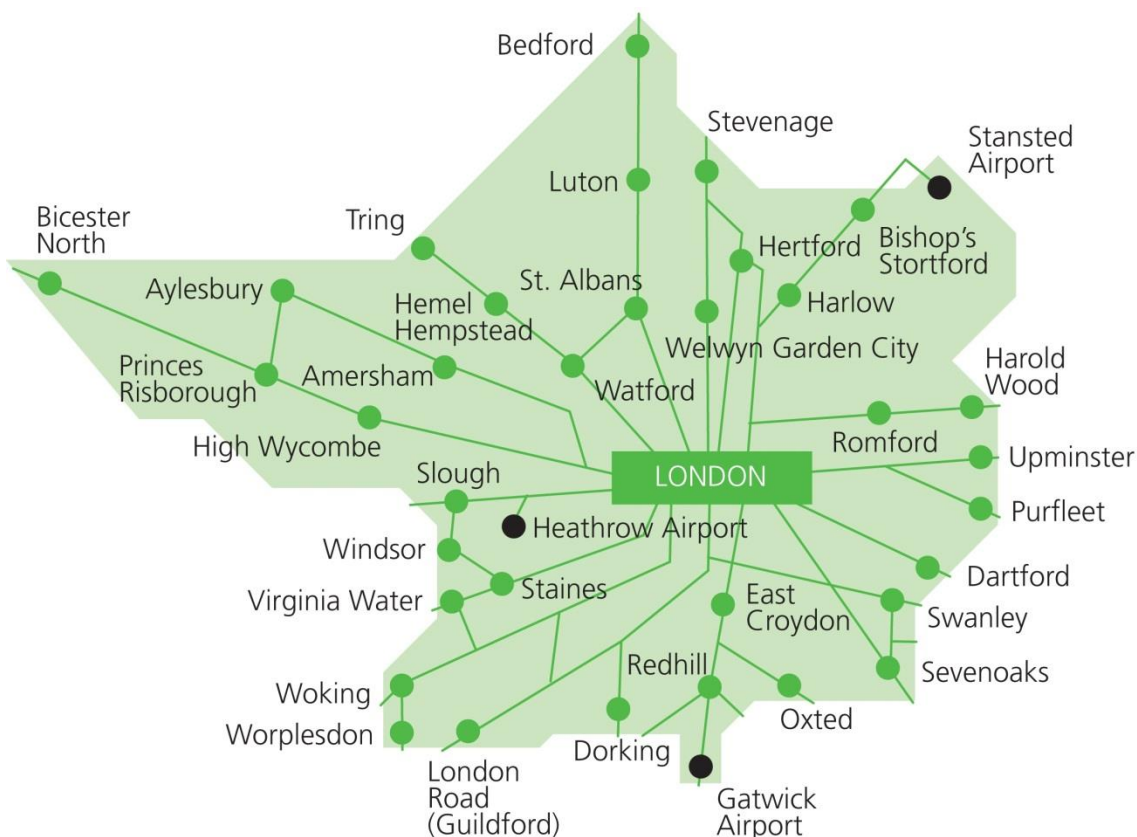 Bedford
Stevenage
Stansted
Airport
Luton
Bicester
North
Tring
Hertford
Bishop's
Stortford
Aylesbury
St. Albans
Hemel
Hempstead
Harlow
Welwyn Garden City
Princes
Risborough
Amersham
Watford
Harold
Wood
High Wycombe
Romford
Slough
LONDON
Upminster
Heathrow Airport
Purfleet
Windsor
Dartford
Virginia Water
Staines
East
Croydon
Swanley
Redhill
Sevenoaks
Woking
Oxted
Worplesdon
Dorking
London
Road
(Guildford)
Gatwick
Airport